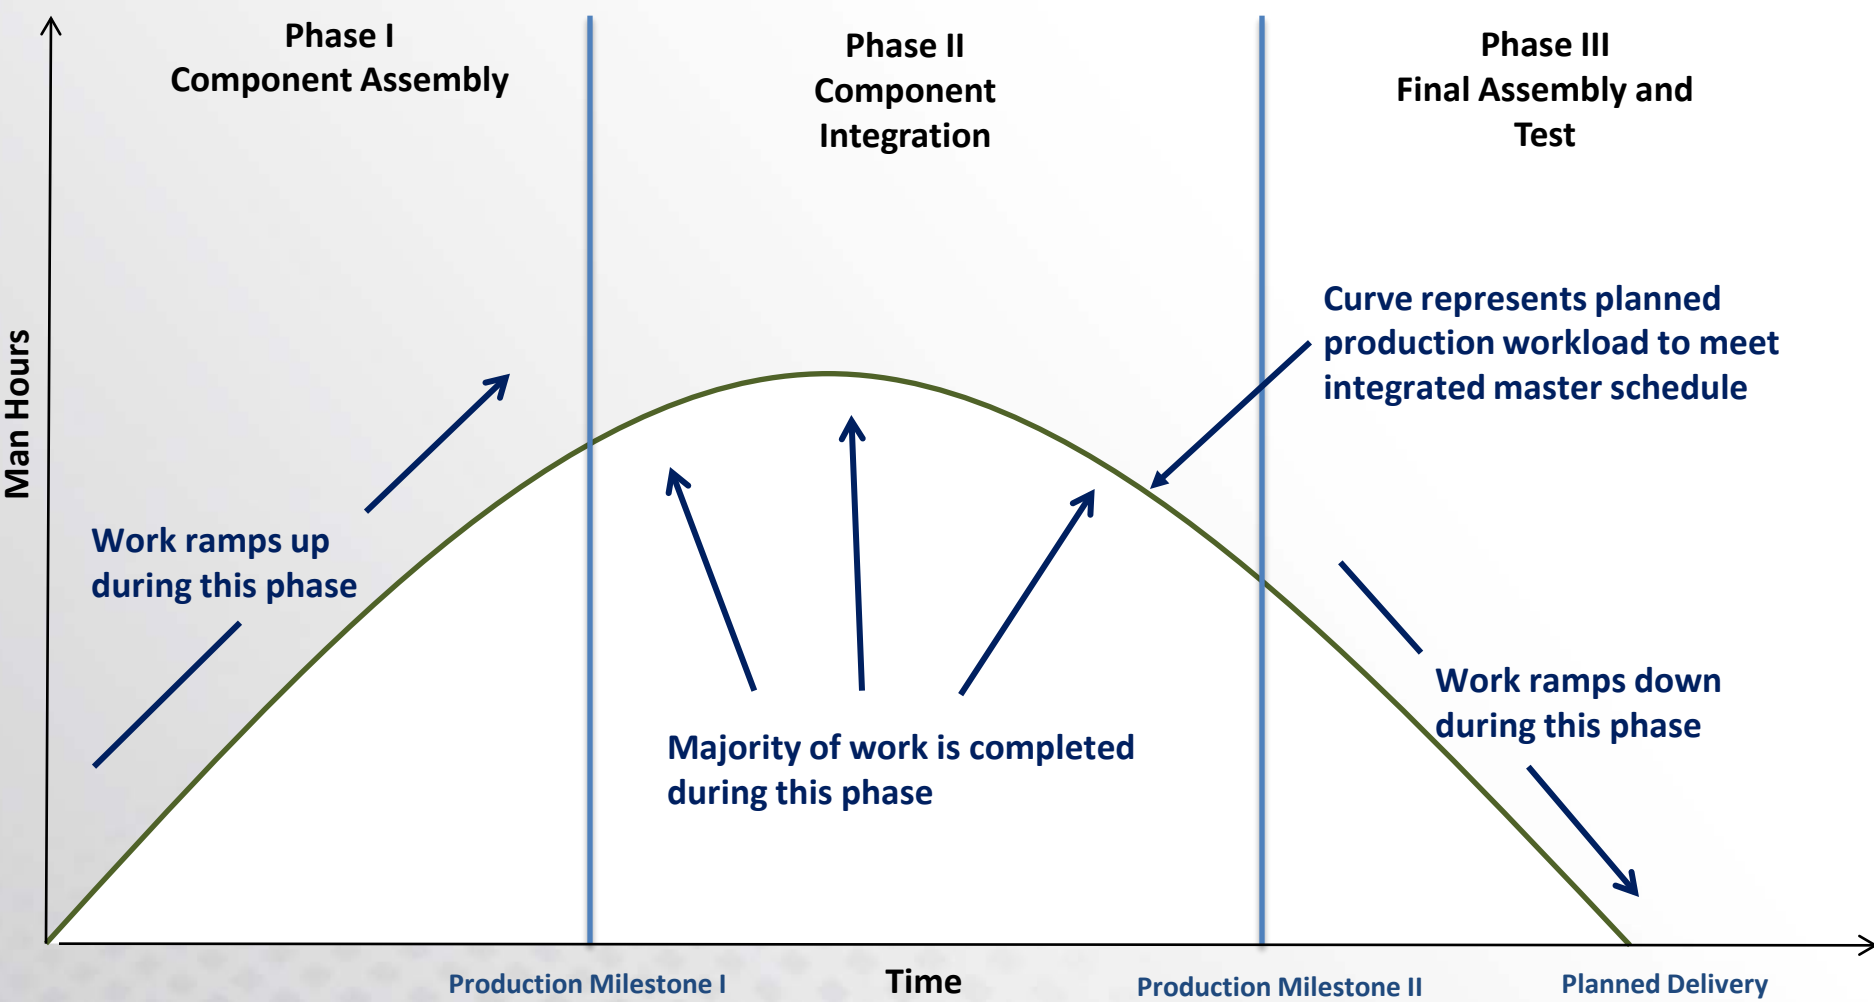 Phase I
Component Assembly
Phase II
Component
Integration
Phase III
Final Assembly and
Test
Man Hours
Curve represents planned
production workload to meet
integrated master schedule
Work ramps up
during this phase
Majority of work is completed
during this phase
Work ramps down
during this phase
Production Milestone I
Time
Production Milestone II
Planned Delivery